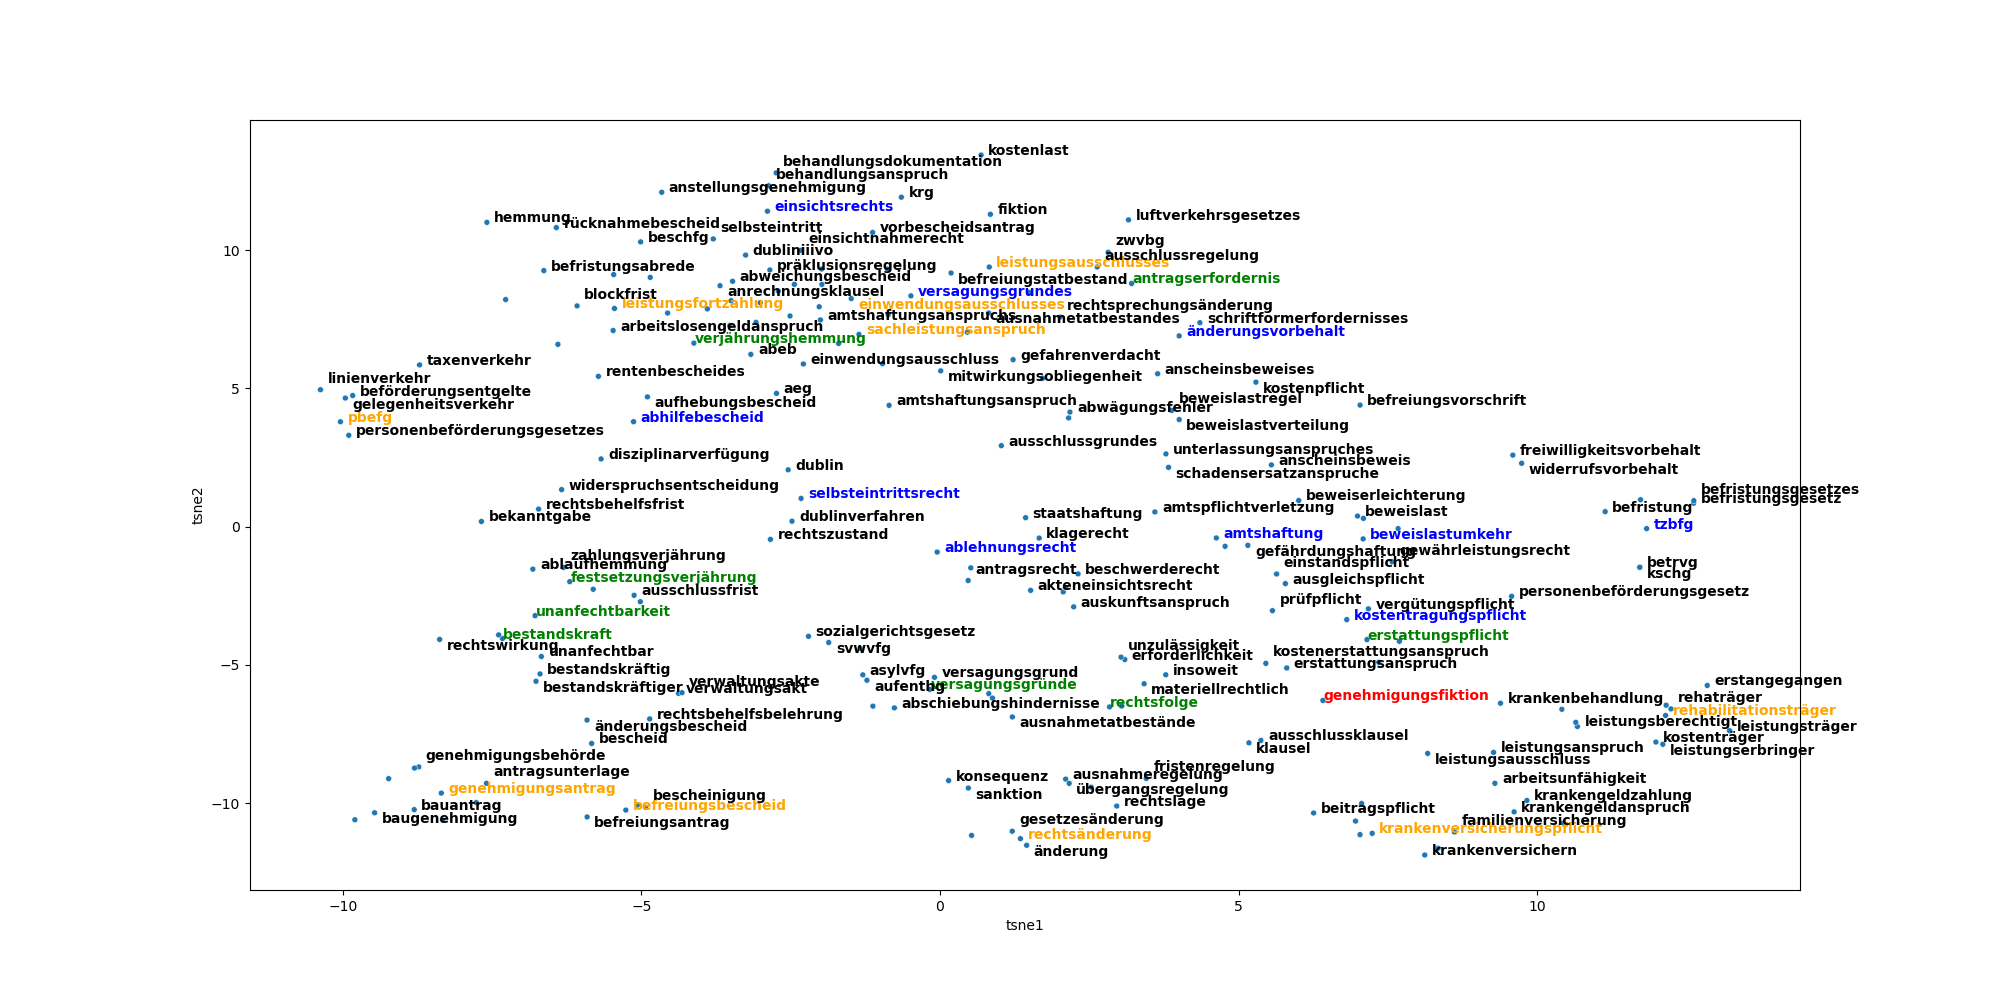 kostenlast
behandlungsdokumentation
behandlungsanspruch
anstellungsgenehmigung
krg
einsichtsrechts
fiktion
luftverkehrsgesetzes
hemmung
rücknahmebescheid
selbsteintritt
vorbescheidsantrag
beschfg
einsichtnahmerecht
zwvbg
dubliniiivo
ausschlussregelung
leistungsausschlusses
befristungsabrede
präklusionsregelung
abweichungsbescheid
befreiungstatbestand
antragserfordernis
blockfrist
anrechnungsklausel
versagungsgrundes
leistungsfortzahlung
einwendungsausschlusses
rechtsprechungsänderung
amtshaftungsanspruchs
ausnahmetatbestandes
schriftformerfordernisses
arbeitslosengeldanspruch
sachleistungsanspruch
änderungsvorbehalt
verjährungshemmung
abeb
taxenverkehr
einwendungsausschluss
gefahrenverdacht
rentenbescheides
mitwirkungsobliegenheit
anscheinsbeweises
linienverkehr
beförderungsentgelte
aeg
kostenpflicht
gelegenheitsverkehr
aufhebungsbescheid
amtshaftungsanspruch
abwägungsfehler
beweislastregel
befreiungsvorschrift
pbefg
abhilfebescheid
beweislastverteilung
personenbeförderungsgesetzes
ausschlussgrundes
unterlassungsanspruches
freiwilligkeitsvorbehalt
disziplinarverfügung
dublin
anscheinsbeweis
schadensersatzanspruche
widerrufsvorbehalt
widerspruchsentscheidung
selbsteintrittsrecht
beweiserleichterung
befristungsgesetzes
befristungsgesetz
rechtsbehelfsfrist
amtspflichtverletzung
befristung
bekanntgabe
dublinverfahren
staatshaftung
beweislast
tzbfg
rechtszustand
klagerecht
amtshaftung
beweislastumkehr
ablehnungsrecht
gefährdungshaftung
gewährleistungsrecht
zahlungsverjährung
ablaufhemmung
antragsrecht
beschwerderecht
einstandspflicht
betrvg
kschg
festsetzungsverjährung
akteneinsichtsrecht
ausgleichspflicht
ausschlussfrist
auskunftsanspruch
prüfpflicht
vergütungspflicht
personenbeförderungsgesetz
unanfechtbarkeit
kostentragungspflicht
bestandskraft
sozialgerichtsgesetz
erstattungspflicht
rechtswirkung
unanfechtbar
svwvfg
unzulässigkeit
erforderlichkeit
kostenerstattungsanspruch
erstattungsanspruch
bestandskräftig
asylvfg
versagungsgrund
insoweit
bestandskräftiger
verwaltungsakte
verwaltungsakt
aufenthg
versagungsgründe
materiellrechtlich
erstangegangen
abschiebungshindernisse
rechtsfolge
genehmigungsfiktion
krankenbehandlung
rehaträger
rehabilitationsträger
rechtsbehelfsbelehrung
änderungsbescheid
ausnahmetatbestände
leistungsberechtigt
leistungsträger
bescheid
ausschlussklausel
klausel
kostenträger
leistungserbringer
genehmigungsbehörde
leistungsanspruch
leistungsausschluss
antragsunterlage
fristenregelung
konsequenz
ausnahmeregelung
arbeitsunfähigkeit
genehmigungsantrag
bescheinigung
sanktion
übergangsregelung
rechtslage
krankengeldzahlung
bauantrag
befreiungsbescheid
beitragspflicht
krankengeldanspruch
baugenehmigung
befreiungsantrag
gesetzesänderung
familienversicherung
krankenversicherungspflicht
rechtsänderung
änderung
krankenversichern
10
5
0
−5
−10
tsne2
−10
−5
0
5
10
tsne1